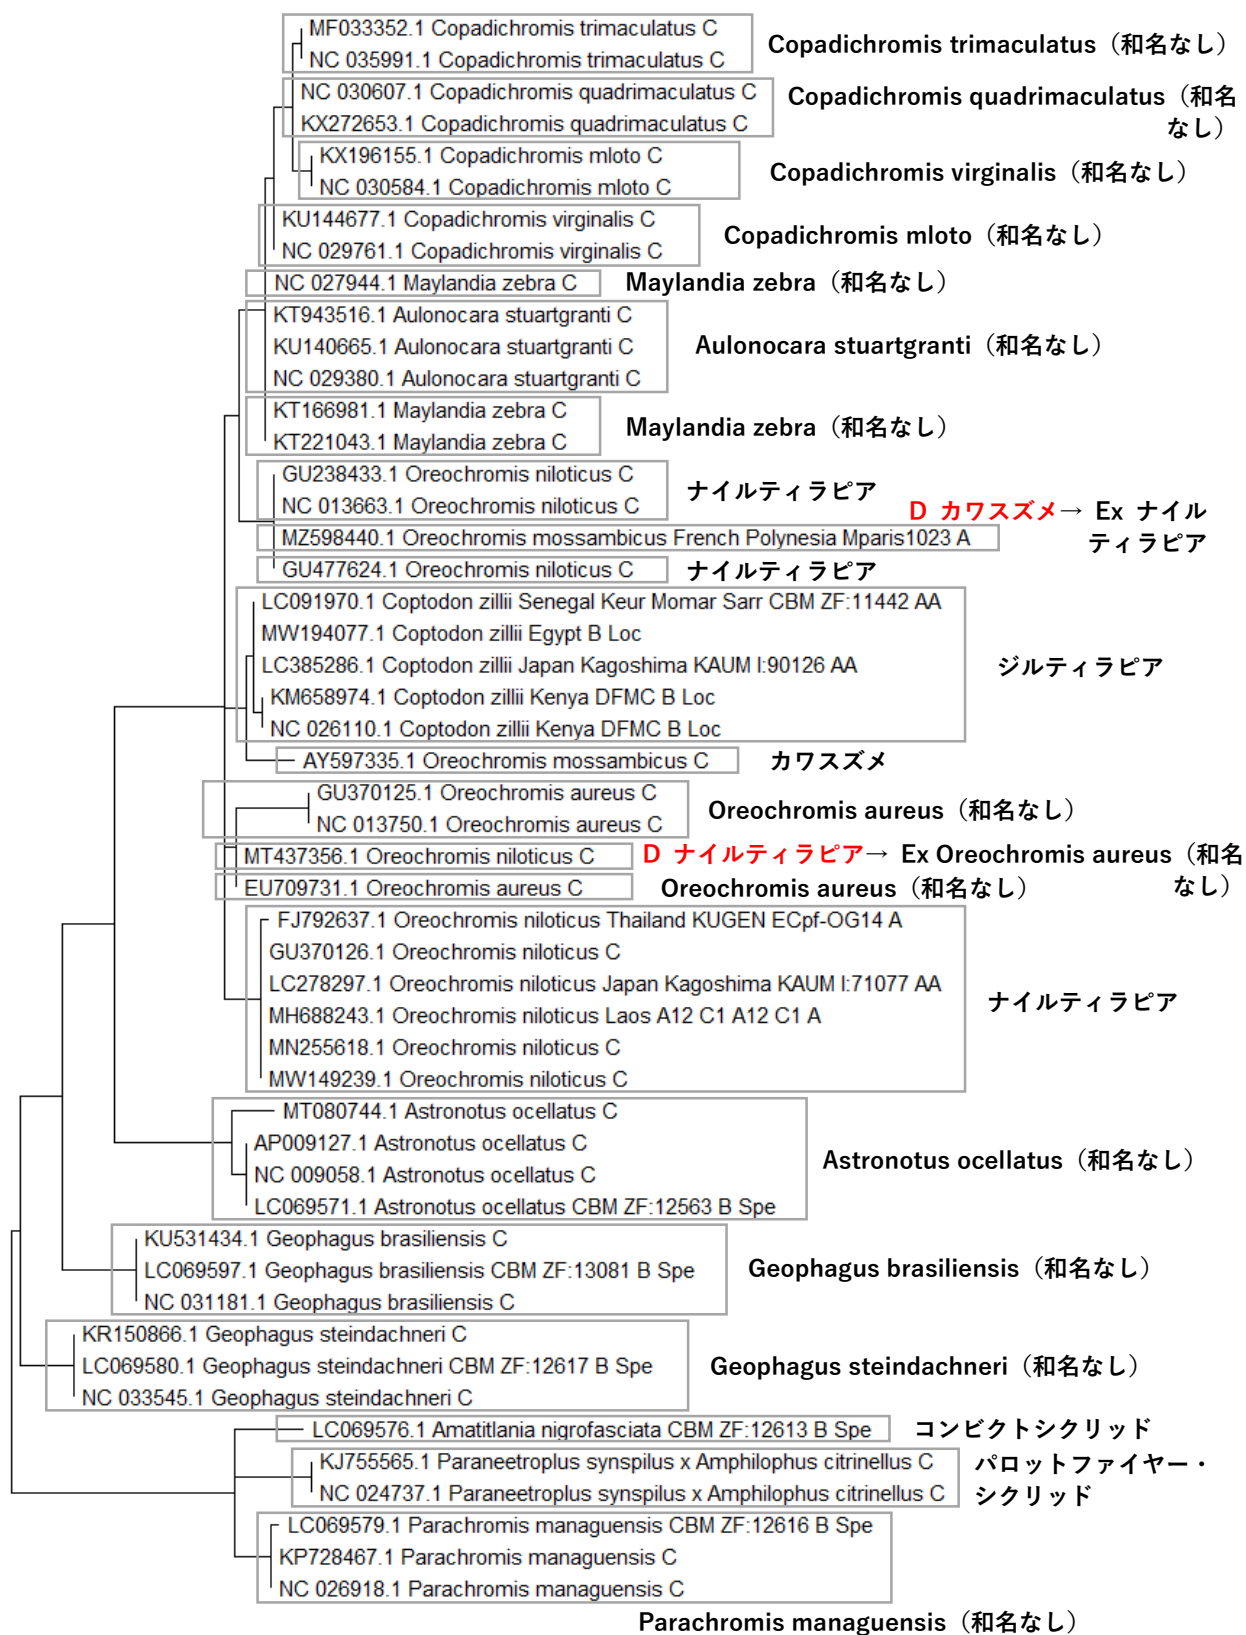 MF033352.1 Copadichromis trimaculatus C
NC 035991.1 Copadichromis trimaculatus C
Copadichromis trimaculatus（和名なし）
NC 030607.1 Copadichromis quadrimaculatus C
KX272653.1 Copadichromis quadrimaculatus C
Copadichromis quadrimaculatus（和名
なし）
KX196155.1 Copadichromis mloto C
NC 030584.1 Copadichromis mloto C
Copadichromis virginalis（和名なし）
KU144677.1 Copadichromis virginalis C
NC 029761.1 Copadichromis virginalis C
Copadichromis mloto（和名なし）
NC 027944.1 Maylandia zebra C
Maylandia zebra（和名なし）
KT943516.1 Aulonocara stuartgranti C
KU140665.1 Aulonocara stuartgranti C
NC 029380.1 Aulonocara stuartgranti C
Aulonocara stuartgranti（和名なし）
KT166981.1 Maylandia zebra C
KT221043.1 Maylandia zebra C
Maylandia zebra（和名なし）
GU238433.1 Oreochromis niloticus C
NC 013663.1 Oreochromis niloticus C
ナイルティラピア
MZ598440.1 Oreochromis mossambicus French Polynesia Mparis1023 A
D カワスズメ→ Ex ナイル
ティラピア
GU477624.1 Oreochromis niloticus C
ナイルティラピア
LC091970.1 Coptodon zillii Senegal Keur Momar Sarr CBM ZF:11442 AA
MW194077.1 Coptodon zillii Egypt B Loc
LC385286.1 Coptodon zillii Japan Kagoshima KAUM I:90126 AA
KM658974.1 Coptodon zillii Kenya DFMC B Loc
NC 026110.1 Coptodon zillii Kenya DFMC B Loc
ジルティラピア
AY597335.1 Oreochromis mossambicus C
カワスズメ
GU370125.1 Oreochromis aureus C
NC 013750.1 Oreochromis aureus C
Oreochromis aureus（和名なし）
MT437356.1 Oreochromis niloticus C
D ナイルティラピア→ Ex Oreochromis aureus（和名
なし）
EU709731.1 Oreochromis aureus C
Oreochromis aureus（和名なし）
FJ792637.1 Oreochromis niloticus Thailand KUGEN ECpf-OG14 A
GU370126.1 Oreochromis niloticus C
LC278297.1 Oreochromis niloticus Japan Kagoshima KAUM I:71077 AA
MH688243.1 Oreochromis niloticus Laos A12 C1 A12 C1 A
MN255618.1 Oreochromis niloticus C
MW149239.1 Oreochromis niloticus C
ナイルティラピア
MT080744.1 Astronotus ocellatus C
AP009127.1 Astronotus ocellatus C
NC 009058.1 Astronotus ocellatus C
LC069571.1 Astronotus ocellatus CBM ZF:12563 B Spe
Astronotus ocellatus（和名なし）
KU531434.1 Geophagus brasiliensis C
LC069597.1 Geophagus brasiliensis CBM ZF:13081 B Spe
NC 031181.1 Geophagus brasiliensis C
Geophagus brasiliensis（和名なし）
KR150866.1 Geophagus steindachneri C
LC069580.1 Geophagus steindachneri CBM ZF:12617 B Spe
NC 033545.1 Geophagus steindachneri C
Geophagus steindachneri（和名なし）
LC069576.1 Amatitlania nigrofasciata CBM ZF:12613 B Spe
コンビクトシクリッド
KJ755565.1 Paraneetroplus synspilus x Amphilophus citrinellus C
NC 024737.1 Paraneetroplus synspilus x Amphilophus citrinellus C
パロットファイヤー・
シクリッド
LC069579.1 Parachromis managuensis CBM ZF:12616 B Spe
KP728467.1 Parachromis managuensis C
NC 026918.1 Parachromis managuensis C
Parachromis managuensis（和名なし）